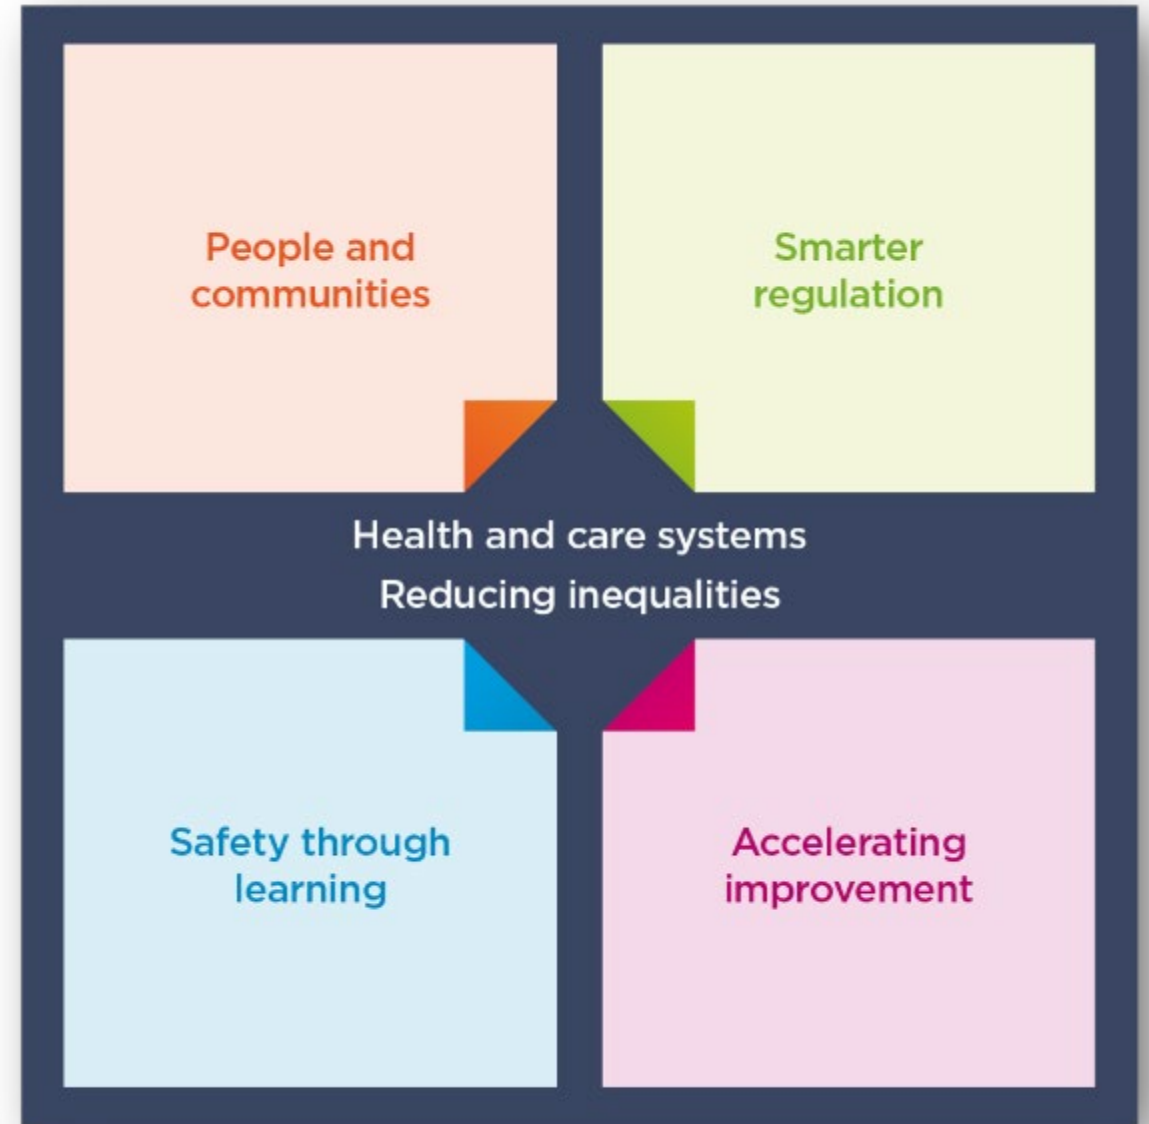 People and
communities
Smarter
regulation
Health and care systems
Reducing inequalities
Safety through
learning
Accelerating
improvement